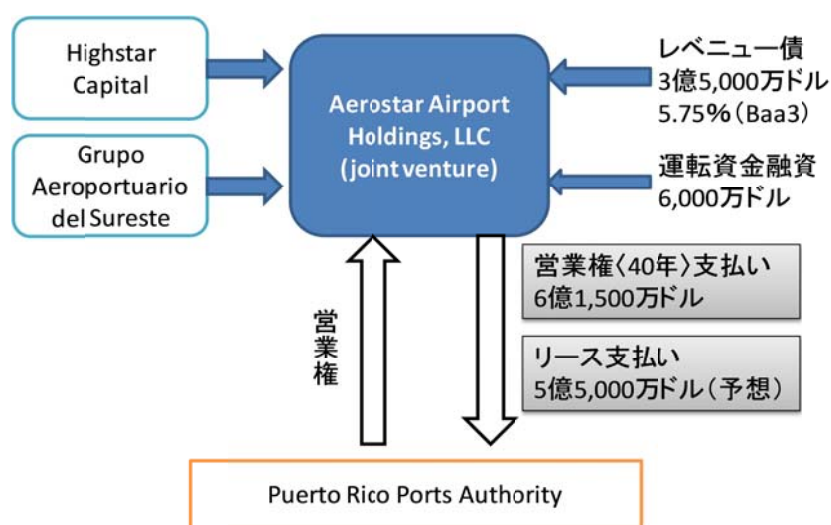 Highstar
Capital
Grupo
Aeroportuario
del Sureste
Aerostar Airport
Holdings, LLC
(joint venture)
レベニュー債
3億5,000万ドル
5.75%（Baa3）
運転資金融資
6,000万ドル
営業権
営業権〈40年〉支払い
6億1,500万ドル
リース支払い
5億5,000万ドル（予想）
Puerto Rico Ports Authority